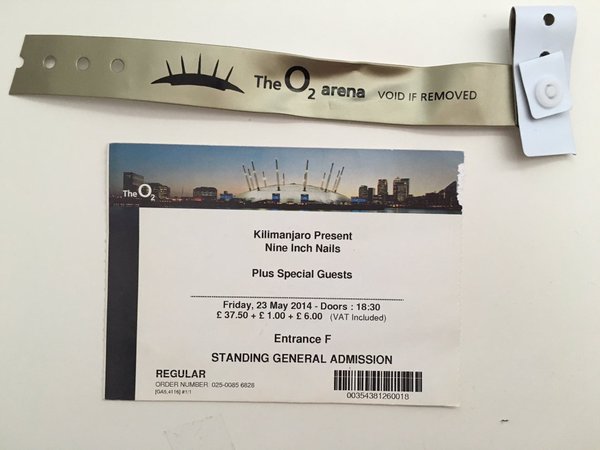 The O2 arena VOID IF REMOVED
The O2
Kilimanjaro Present
Nine Inch Nails
Plus Special Guests
Friday, 23 May 2014 - Doors : 18:30
£ 37.50 + £ 1.00 + £ 6.00 (VAT Included)
Entrance F
STANDING GENERAL ADMISSION
REGULAR
ORDER NUMBER: 025-0085 6828
[GA5,4116] #1/1
00354381260018